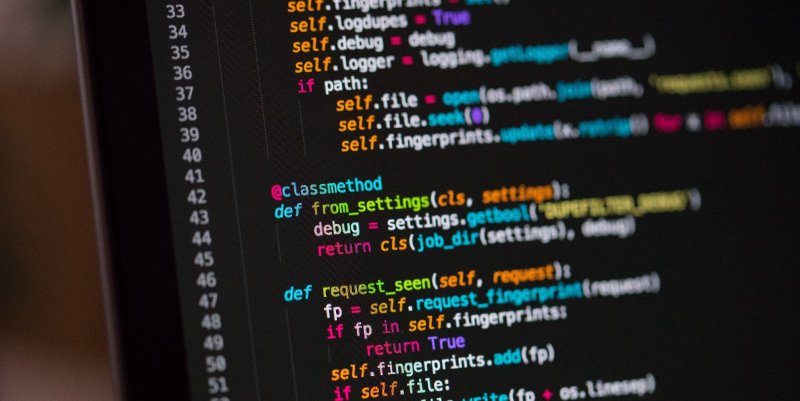 33 self.fingerprints = set()
34 self.logdupes = True
35 self.debug = debug
36 self.logger = logging.getLogger(__name__)
37 if path:
38 self.file = open(os.path.join(path, 'requests.seen'),
39 self.file.seek(0)
40 self.fingerprints.update(x.rstrip() for x in self.file
41
42 @classmethod
43 def from_settings(cls, settings):
44 debug = settings.getbool('DUPEFILTER_DEBUG')
45 return cls(job_dir(settings), debug)
46
47 def request_seen(self, request):
48 fp = self.request_fingerprint(request)
49 if fp in self.fingerprints:
50 return True
51 self.fingerprints.add(fp)
if self.file:
self.file.write(fp + os.linesep)